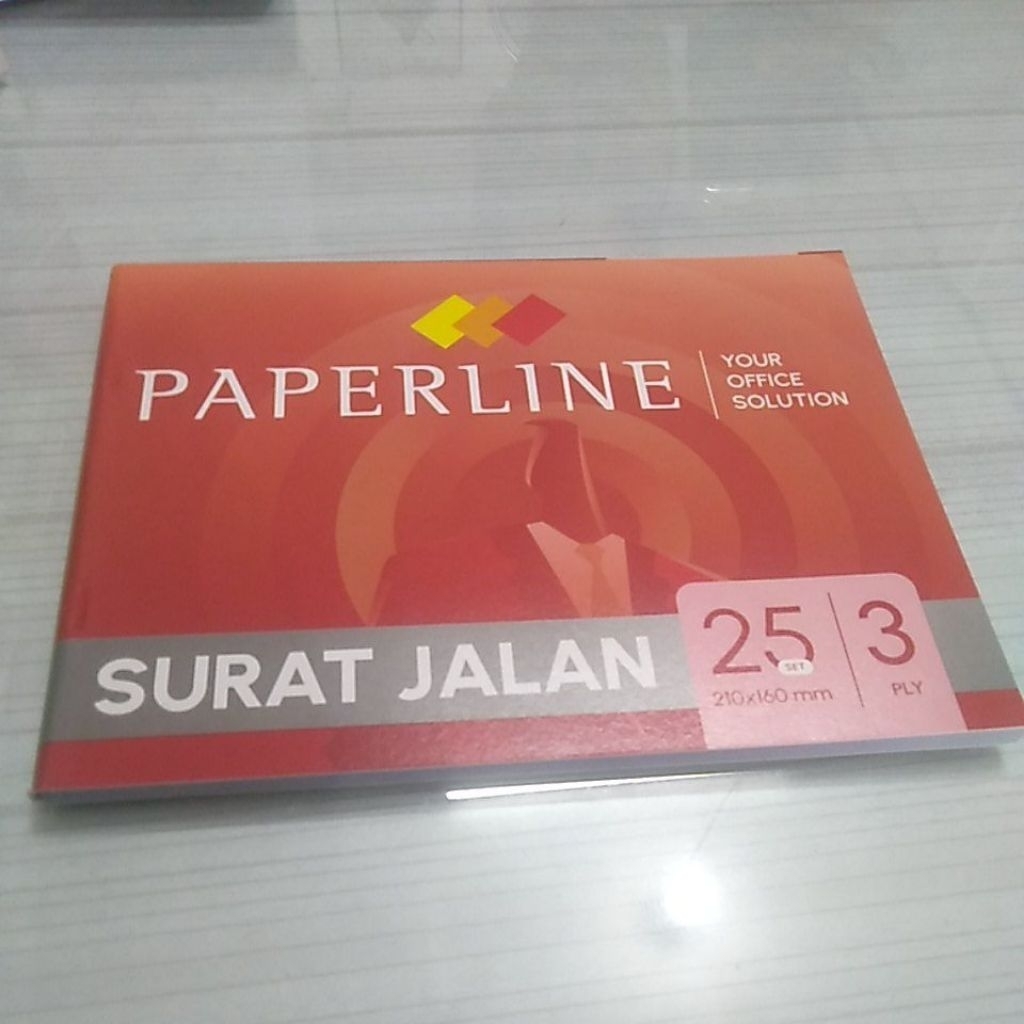 PAPERLINE
YOUR
OFFICE
SOLUTION
SURAT JALAN
25
SET
210x160 mm
3
PLY